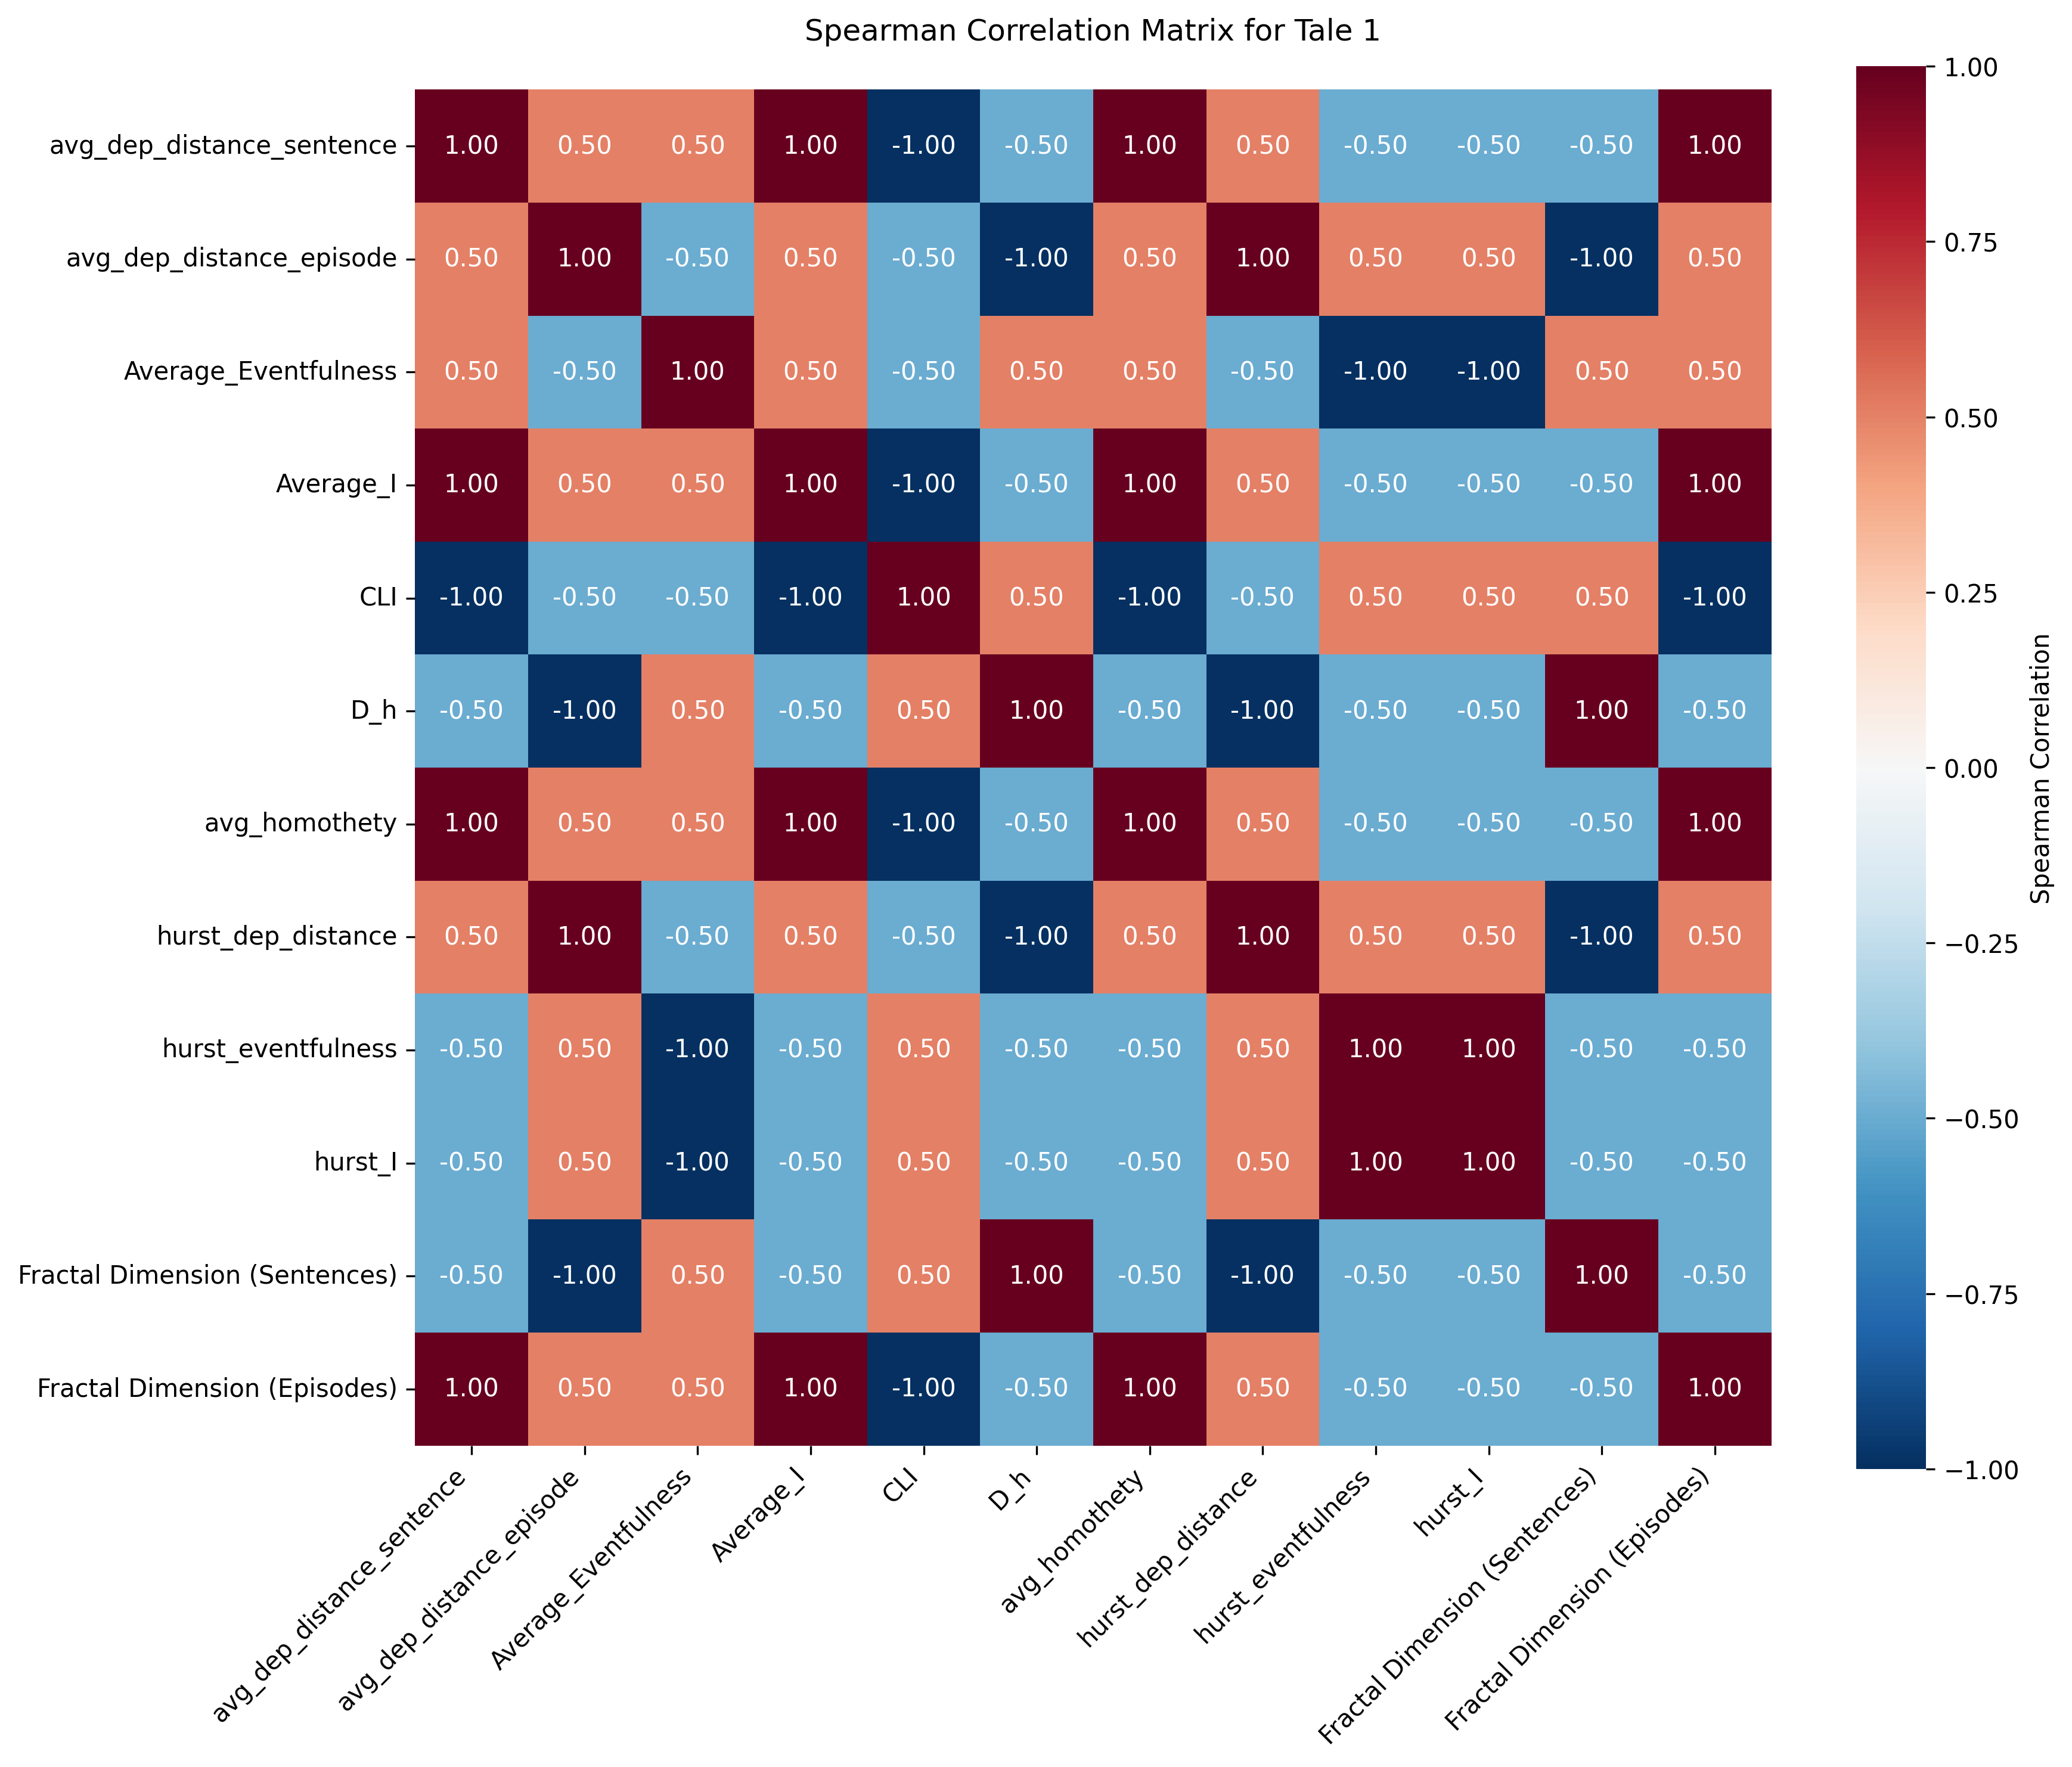 Spearman Correlation Matrix for Tale 1
avg_dep_distance_sentence 1.00 0.50 0.50 1.00 -1.00 -0.50 1.00 0.50 -0.50 -0.50 -0.50 1.00
avg_dep_distance_episode 0.50 1.00 -0.50 0.50 -0.50 -1.00 0.50 1.00 0.50 0.50 -1.00 0.50
Average_Eventfulness 0.50 -0.50 1.00 0.50 -0.50 0.50 0.50 -0.50 -1.00 -1.00 0.50 0.50
Average_I 1.00 0.50 0.50 1.00 -1.00 -0.50 1.00 0.50 -0.50 -0.50 -0.50 1.00
CLI -1.00 -0.50 -0.50 -1.00 1.00 0.50 -1.00 -0.50 0.50 0.50 0.50 -1.00
D_h -0.50 -1.00 0.50 -0.50 0.50 1.00 -0.50 -1.00 -0.50 -0.50 1.00 -0.50
avg_homothety 1.00 0.50 0.50 1.00 -1.00 -0.50 1.00 0.50 -0.50 -0.50 -0.50 1.00
hurst_dep_distance 0.50 1.00 -0.50 0.50 -0.50 -1.00 0.50 1.00 0.50 0.50 -1.00 0.50
hurst_eventfulness -0.50 0.50 -1.00 -0.50 0.50 -0.50 -0.50 0.50 1.00 1.00 -0.50 -0.50
hurst_I -0.50 0.50 -1.00 -0.50 0.50 -0.50 -0.50 0.50 1.00 1.00 -0.50 -0.50
Fractal Dimension (Sentences) -0.50 -1.00 0.50 -0.50 0.50 1.00 -0.50 -1.00 -0.50 -0.50 1.00 -0.50
Fractal Dimension (Episodes) 1.00 0.50 0.50 1.00 -1.00 -0.50 1.00 0.50 -0.50 -0.50 -0.50 1.00
avg_dep_distance_sentence
avg_dep_distance_episode
Average_Eventfulness
Average_I
CLI
D_h
avg_homothety
hurst_dep_distance
hurst_eventfulness
hurst_I
Fractal Dimension (Sentences)
Fractal Dimension (Episodes)
1.00
0.75
0.50
0.25
0.00
−0.25
−0.50
−0.75
−1.00
Spearman Correlation